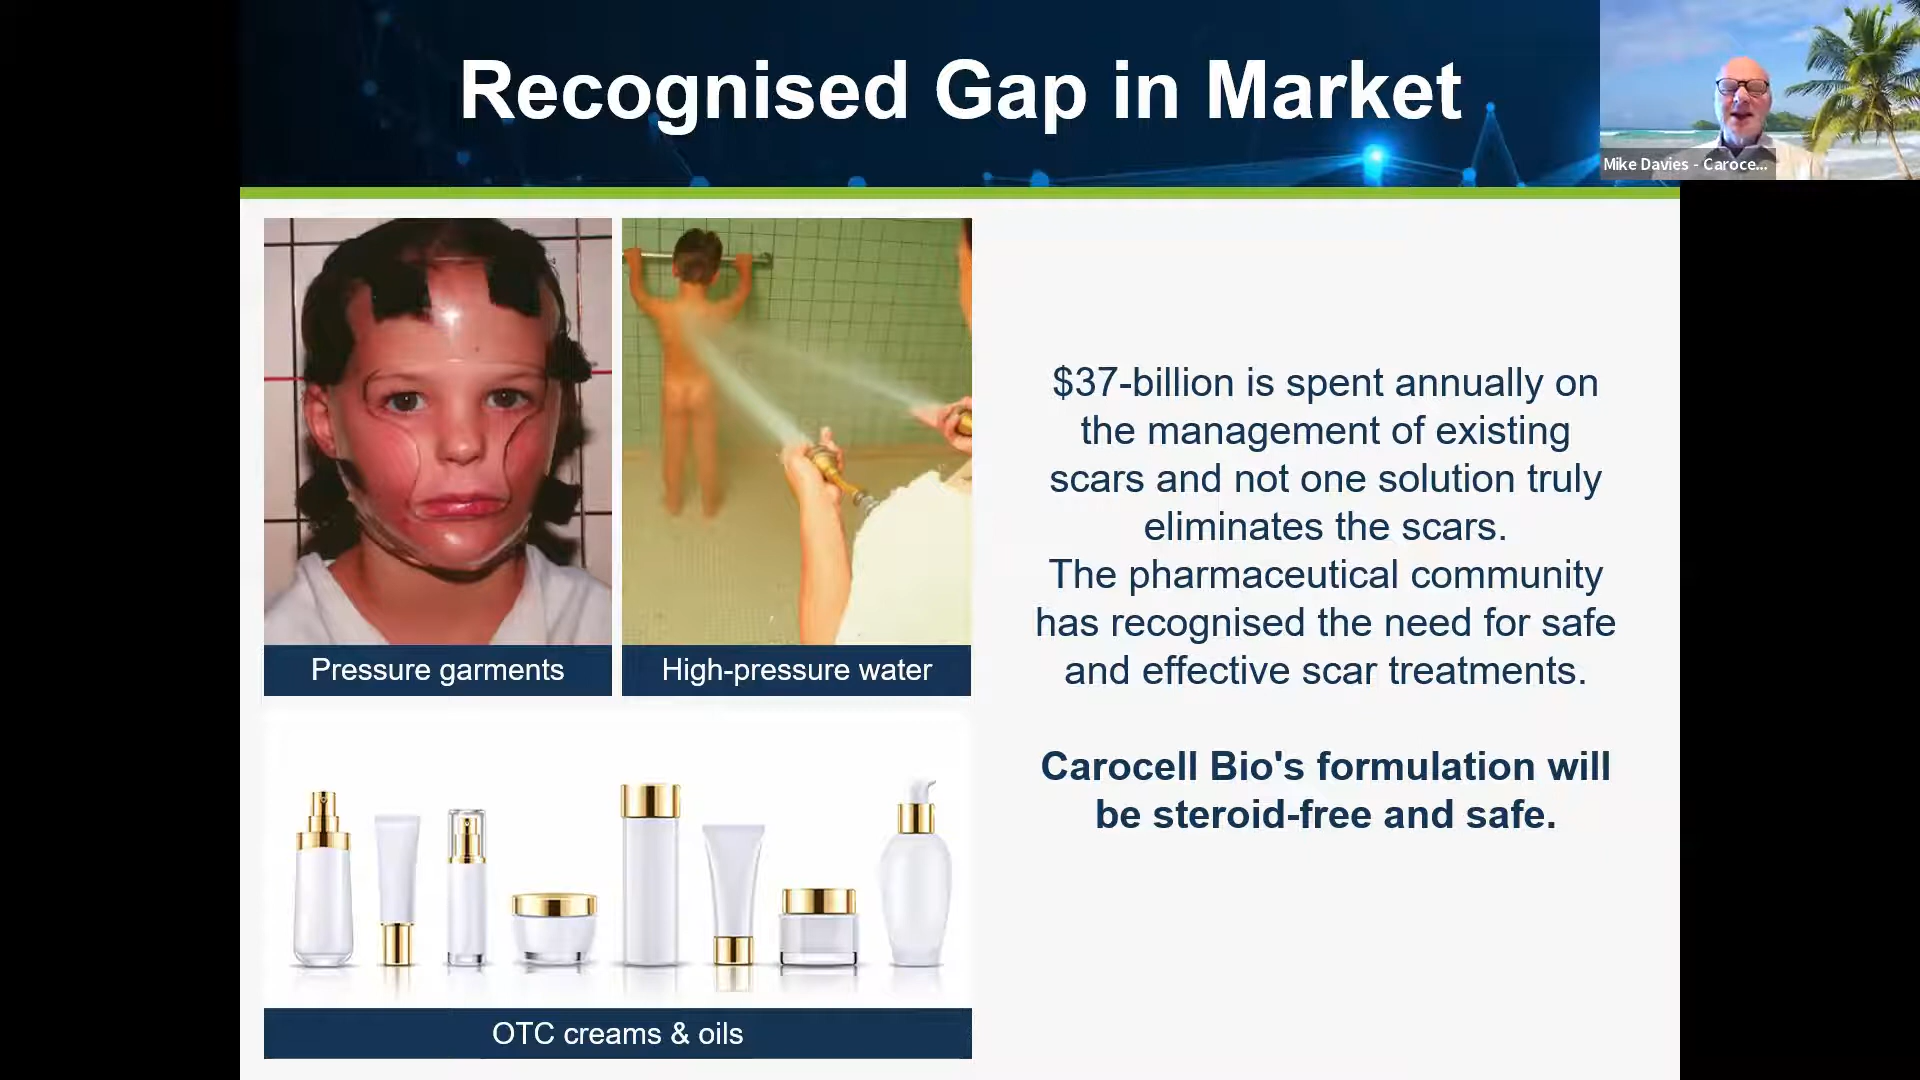 Recognised Gap in Market
Mike Davies - Caroce...
Pressure garments
High-pressure water
OTC creams & oils
$37-billion is spent annually on
the management of existing
scars and not one solution truly
eliminates the scars.
The pharmaceutical community
has recognised the need for safe
and effective scar treatments.
Carocell Bio's formulation will
be steroid-free and safe.